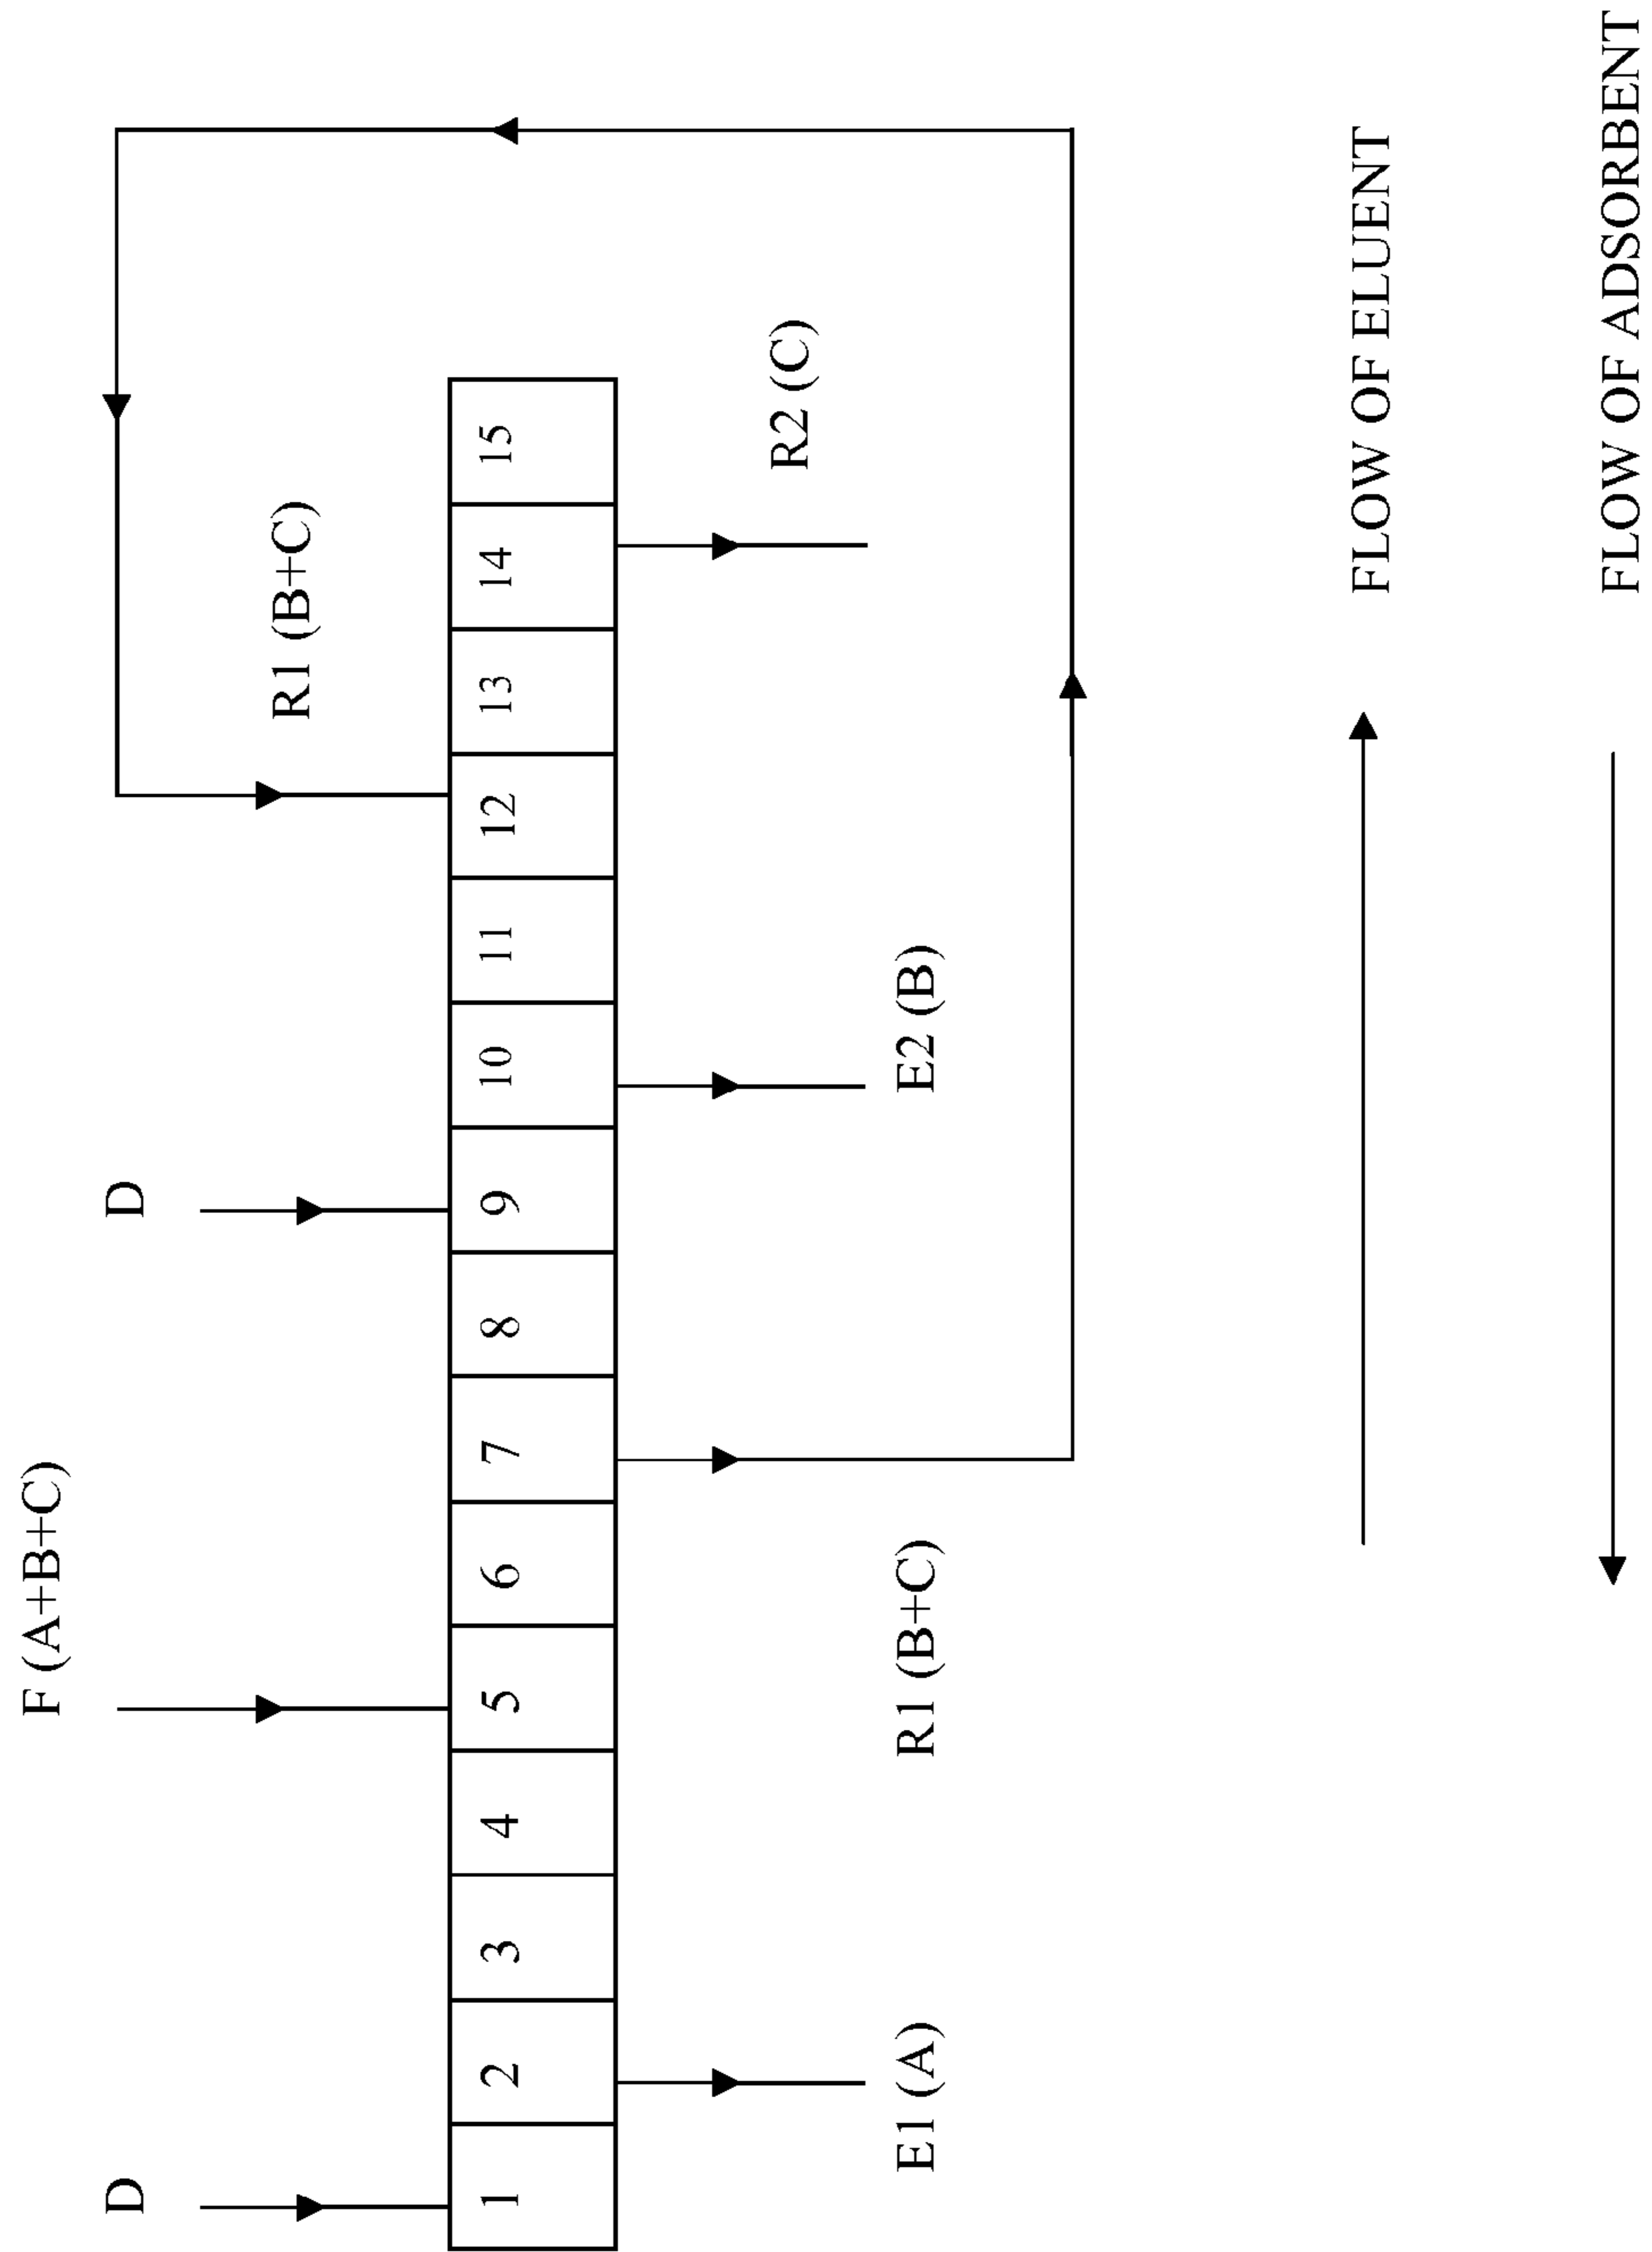 F (A+B+C)
D
D
R1 (B+C)
1
2
3
4
5
6
7
8
9
10
11
12
13
14
15
R2 (C)
E1 (A)
R1 (B+C)
E2 (B)
FLOW OF ELUENT
FLOW OF ADSORBENT